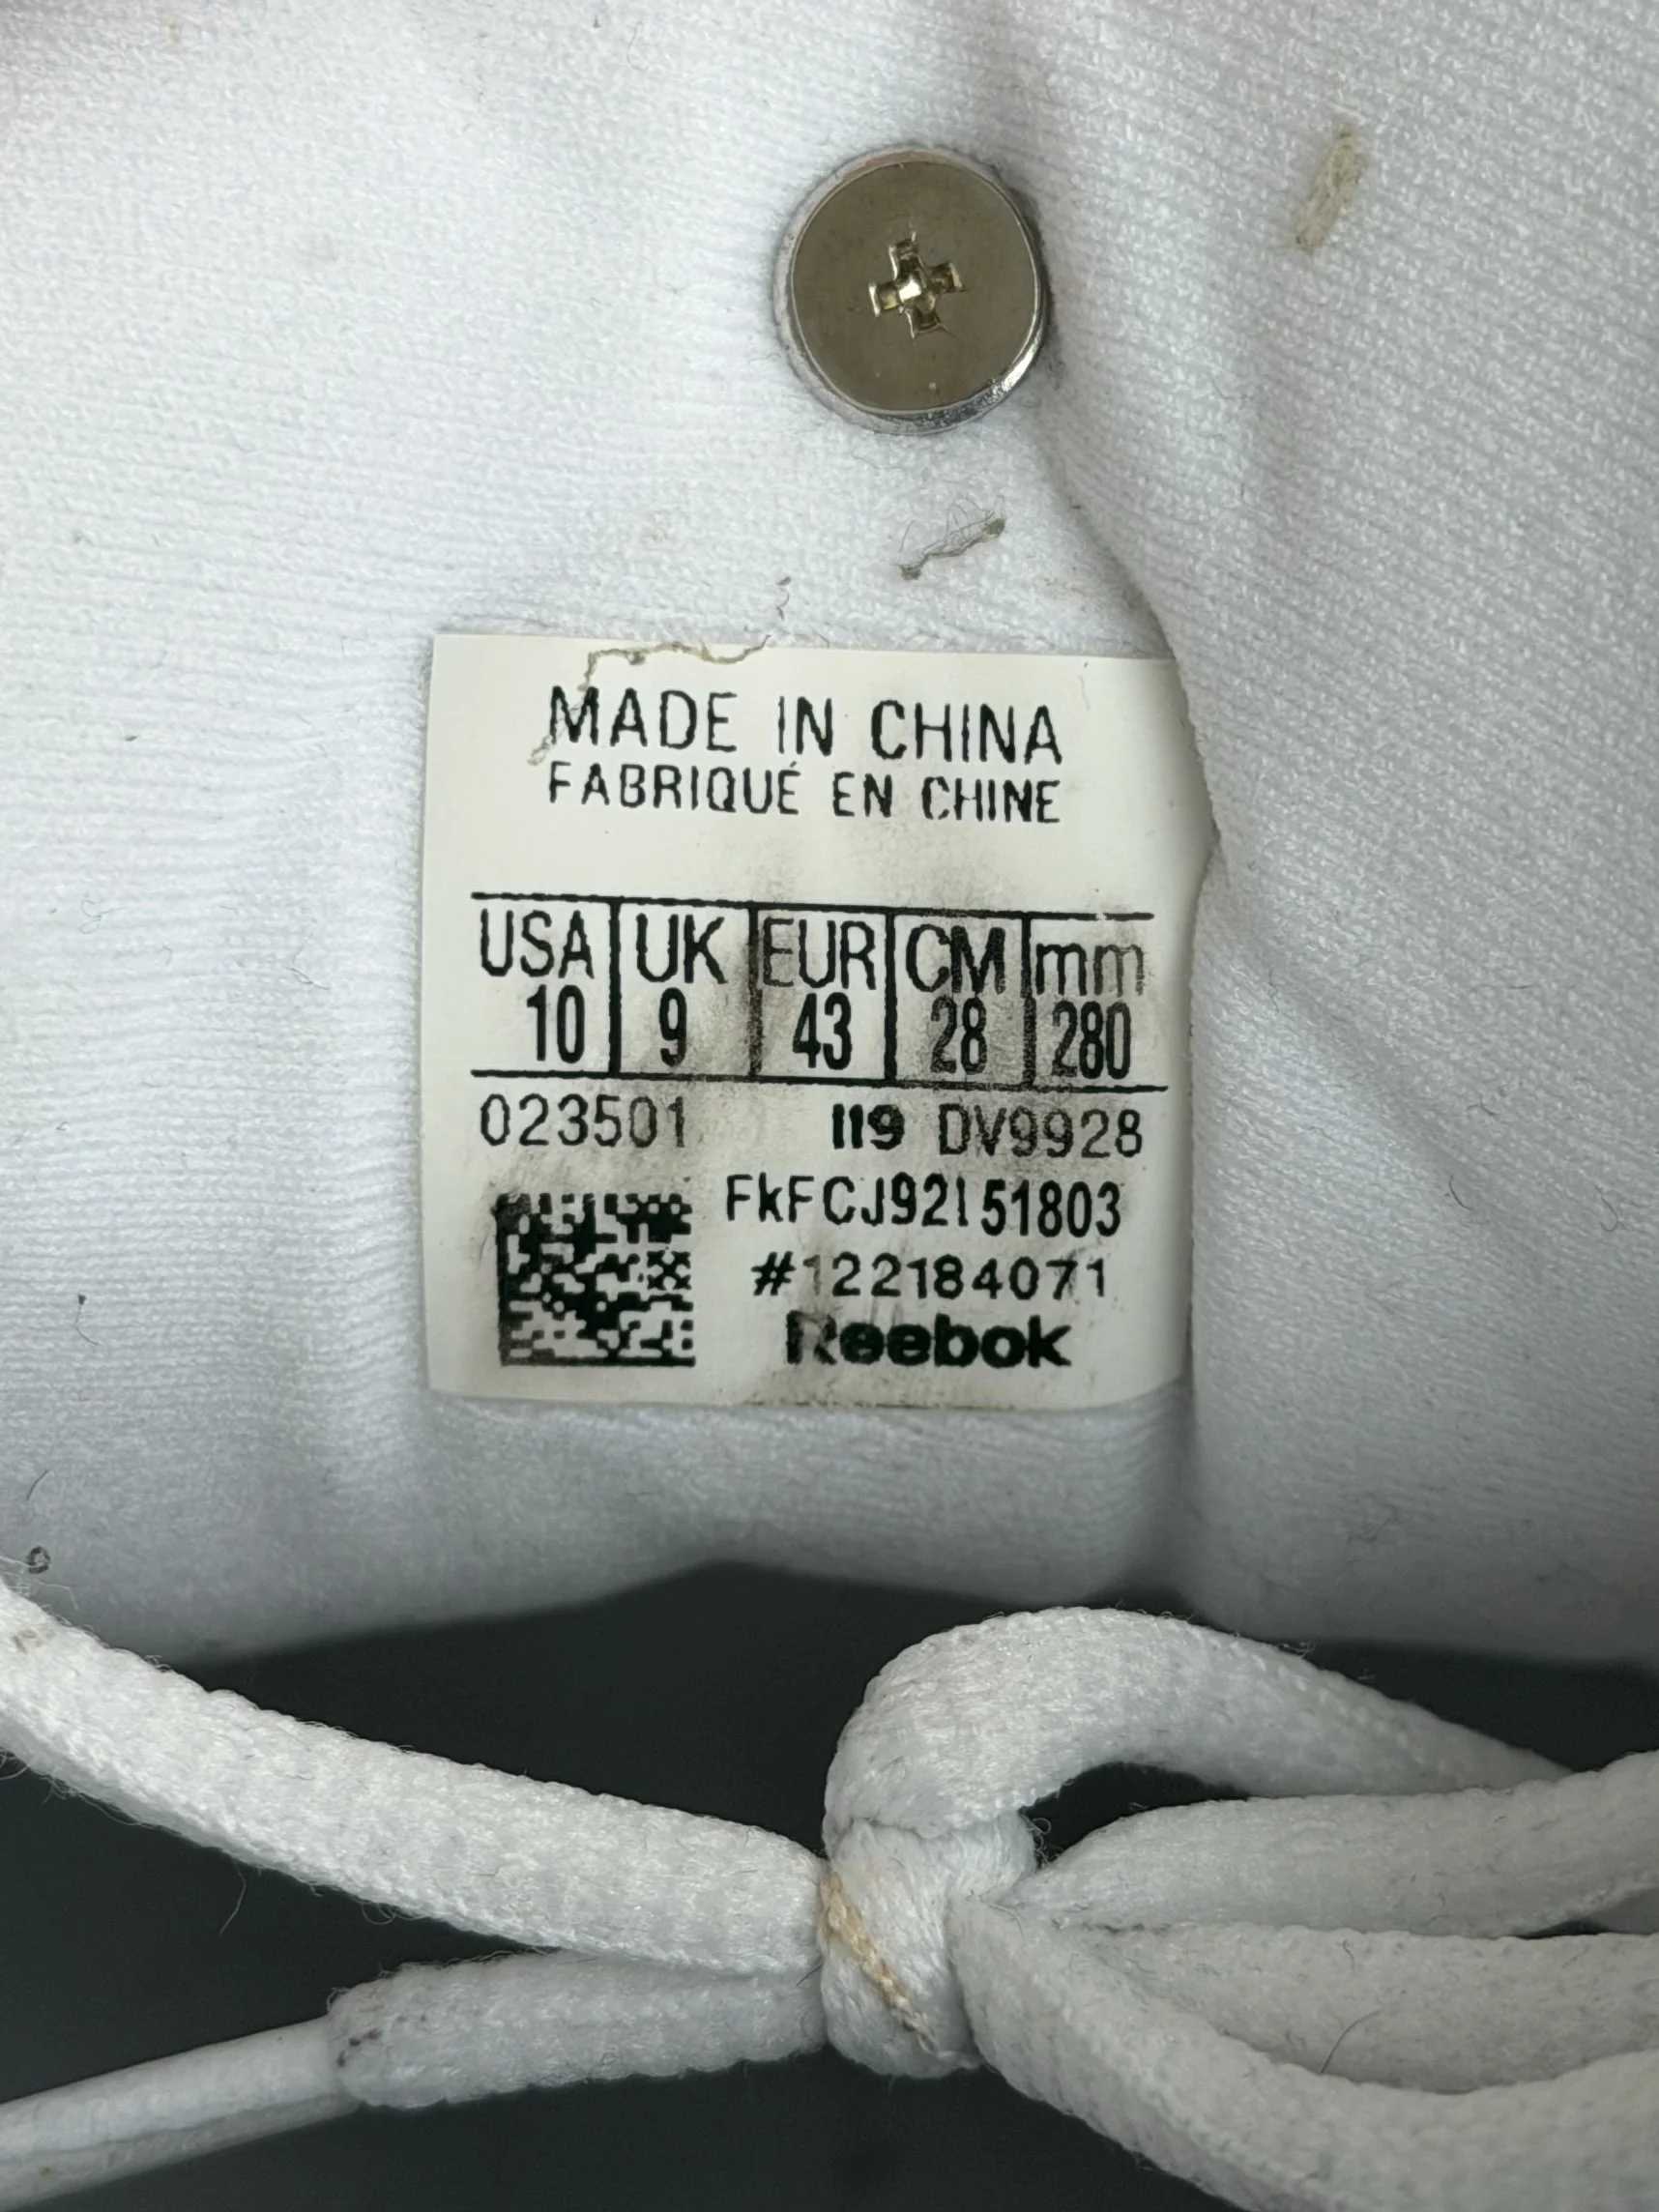 MADE IN CHINA
FABRIQUÉ EN CHINE
USA UK EUR CM mm
10 9 43 28 280
023501 119 DV9928
FkFCJ92151803
#122184071
Reebok